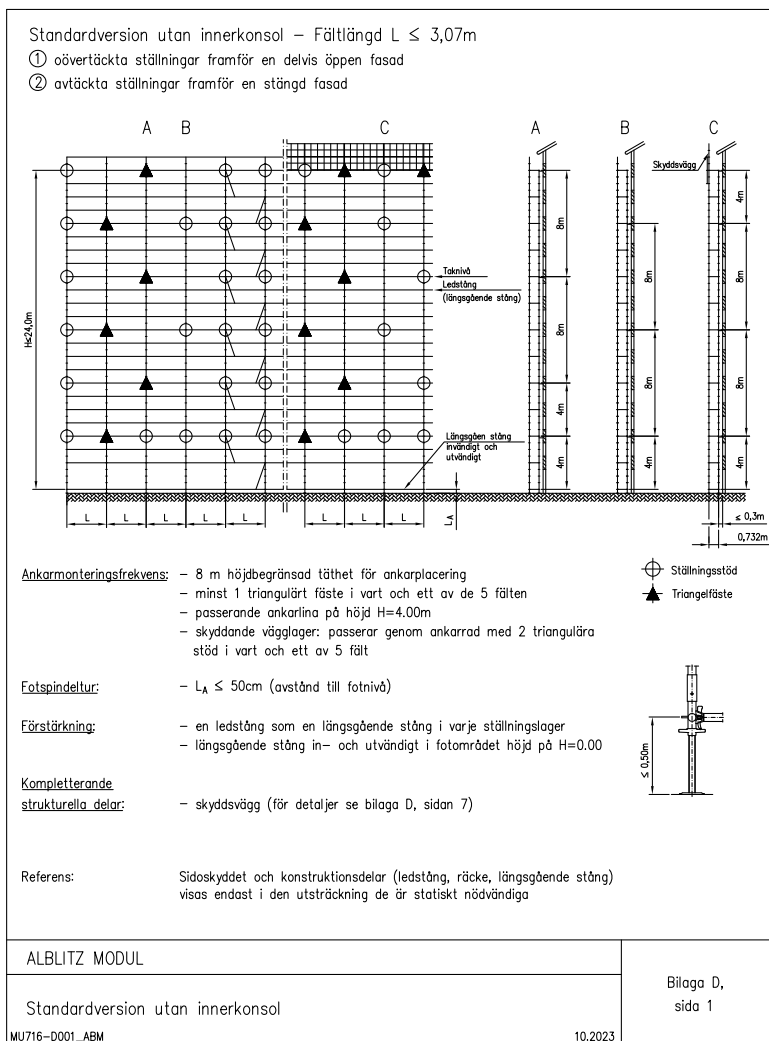 Standardversion utan innerkonsol – Fältlängd L ≤ 3,07m
① oövertäckta ställningar framför en delvis öppen fasad
② avtäckta ställningar framför en stängd fasad
A B C A B C
Skyddsvägg
4m
8m
8m
Taknivå
Ledstång
(längsgående stång)
H≤24,0m
8m
8m
8m
4m
Längsgåen stång
invändigt och
utvändigt
4m
4m
4m
L L L L L L L L
LA
≤ 0,3m
0,732m
Ankarmonteringsfrekvens: – 8 m höjdbegränsad täthet för ankarplacering
– minst 1 triangulärt fäste i vart och ett av de 5 fälten
– passerande ankarlina på höjd H=4.00m
– skyddande vägglager: passerar genom ankarrad med 2 triangulära
stöd i vart och ett av 5 fält
Ställningsstöd
Triangelfäste
Fotspindeltur: – LA ≤ 50cm (avstånd till fotnivå)
Förstärkning: – en ledstång som en längsgående stång i varje ställningslager
– längsgående stång in– och utvändigt i fotområdet höjd på H=0.00
≤ 0,50m
Kompletterande
strukturella delar: – skyddsvägg (för detaljer se bilaga D, sidan 7)
Referens: Sidoskyddet och konstruktionsdelar (ledstång, räcke, längsgående stång)
visas endast i den utsträckning de är statiskt nödvändiga
ALBLITZ MODUL
Standardversion utan innerkonsol
Bilaga D,
sida 1
MU716–D001_ABM 10.2023